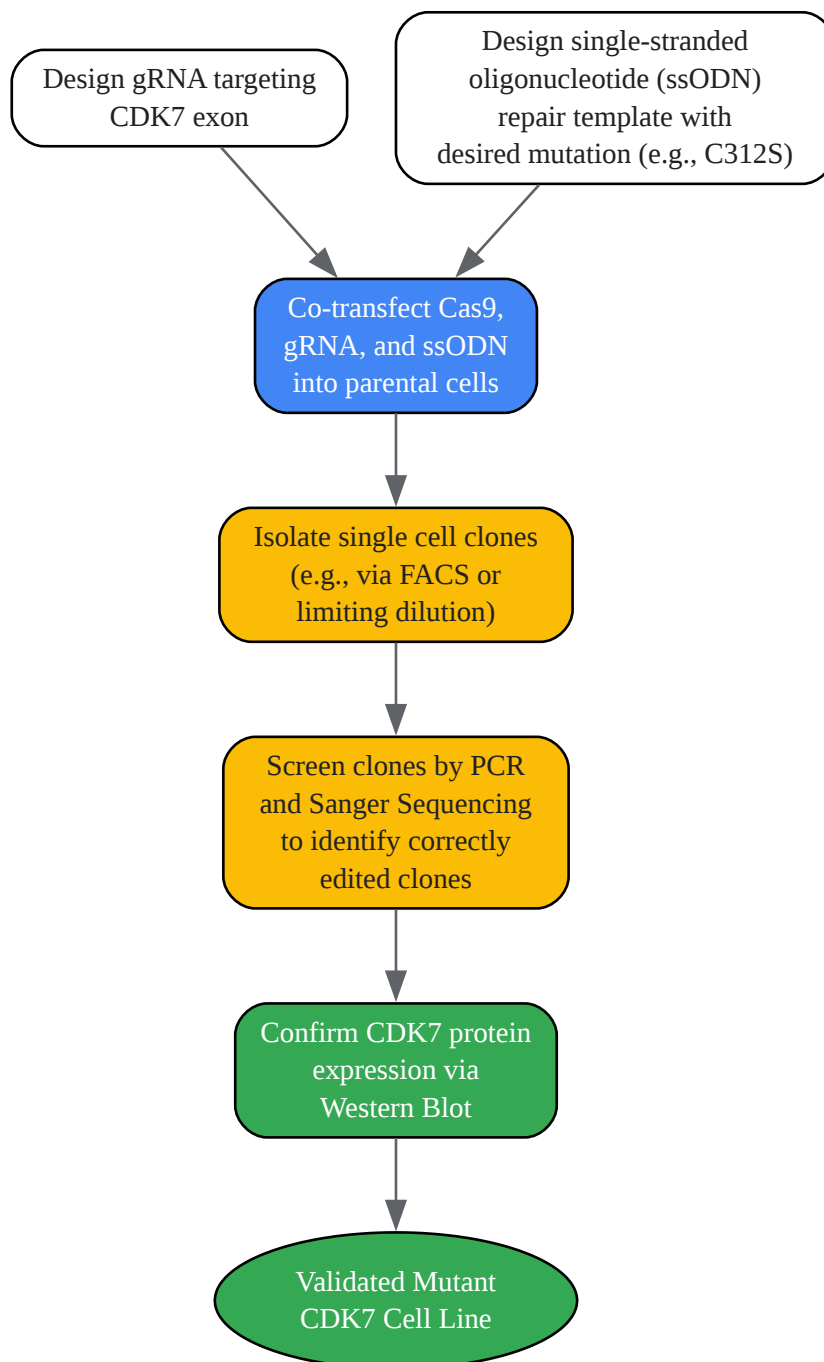 Design gRNA targeting
CDK7 exon
Design single-stranded
oligonucleotide (ssODN)
repair template with
desired mutation (e.g., C312S)
Co-transfect Cas9,
gRNA, and ssODN
into parental cells
Isolate single cell clones
(e.g., via FACS or
limiting dilution)
Screen clones by PCR
and Sanger Sequencing
to identify correctly
edited clones
Confirm CDK7 protein
expression via
Western Blot
Validated Mutant
CDK7 Cell Line